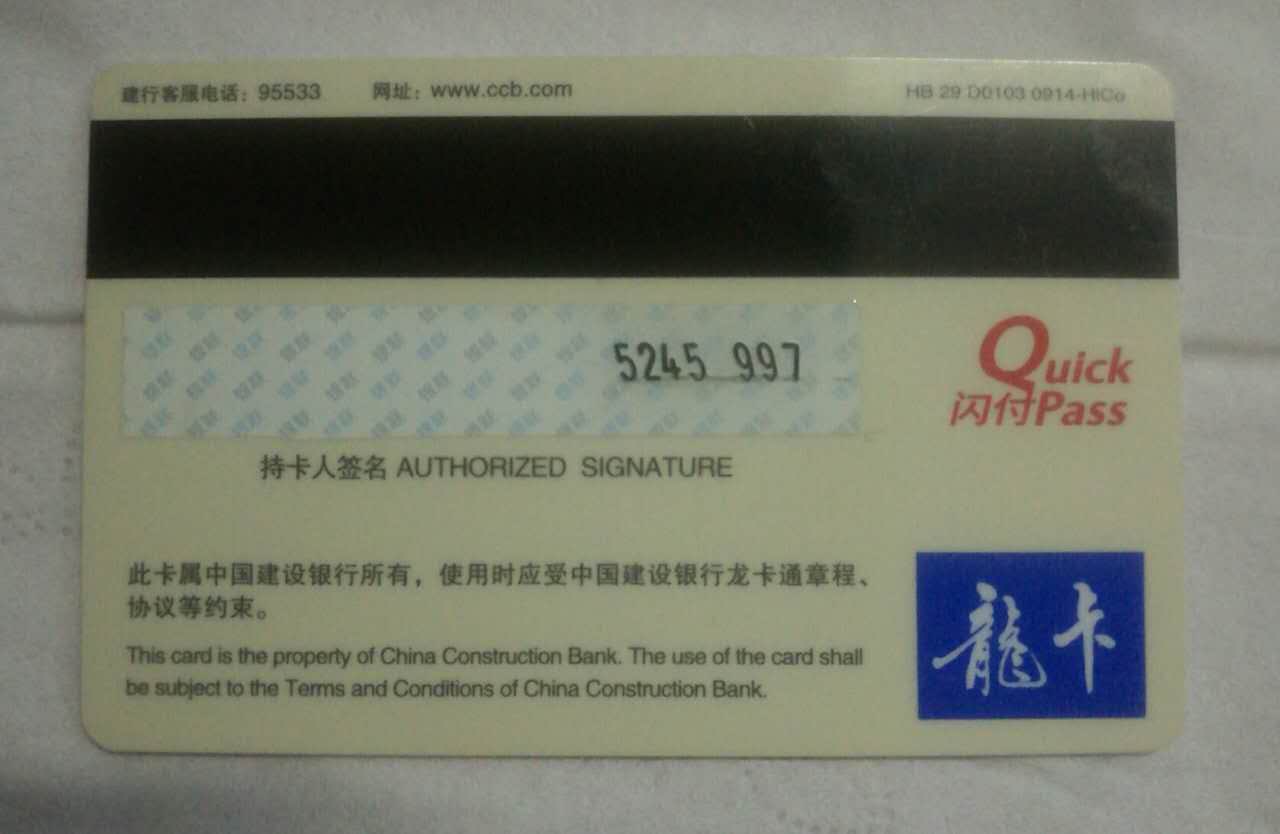 建行客服电话：95533 网址：www.ccb.com HB 29 D0103 0914-HiCo
5245 997
Quick
闪付Pass
持卡人签名 AUTHORIZED SIGNATURE
此卡属中国建设银行所有，使用时应受中国建设银行龙卡通章程、
协议等约束。
This card is the property of China Construction Bank. The use of the card shall
be subject to the Terms and Conditions of China Construction Bank.
龍卡